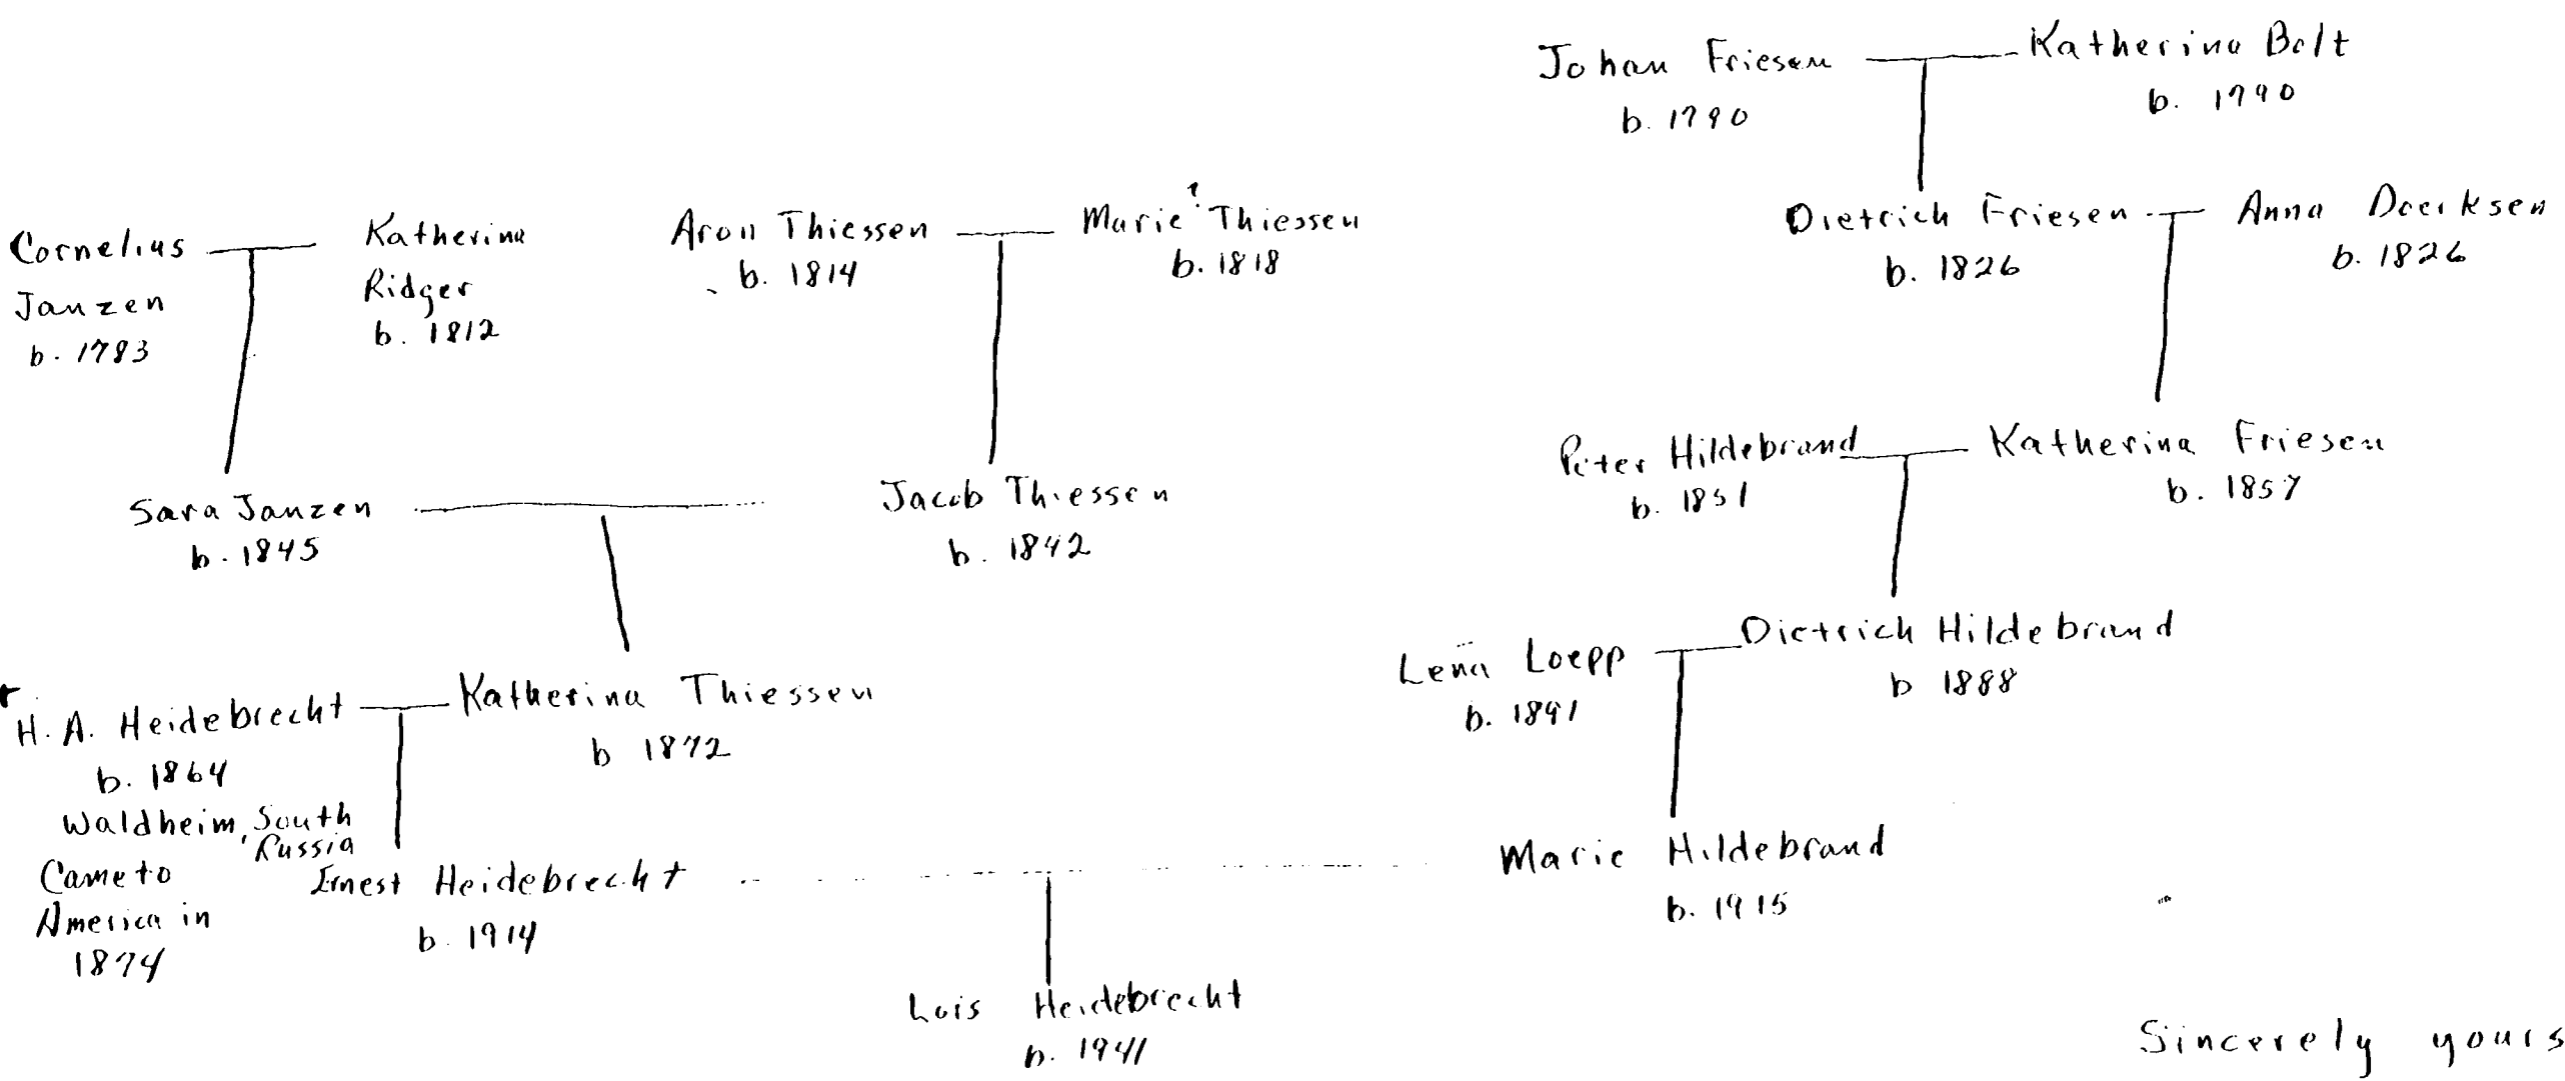 Johan Friesen Katherina Bolt
b. 1790 b. 1790
Cornelius Janzen b. 1783
Katherina Ridger b. 1812
Aron Thiessen Marie ? Thiessen
b. 1814 b. 1818
Dietrich Friesen Anna Doerksen
b. 1826 b. 1826
Peter Hildebrand Katherina Friesen
b. 1851 b. 1857
Sara Janzen Jacob Thiessen
b. 1845 b. 1842
Lena Loepp Dietrich Hildebrand
b. 1891 b 1888
H. A. Heidebrecht Katherina Thiessen
b. 1864 b 1872
Waldheim, South
Russia
Came to
America in
1874
Ernest Heidebrecht Marie Hildebrand
b. 1914 b. 1915
Lois Heidebrecht
b. 1941
Sincerely yours